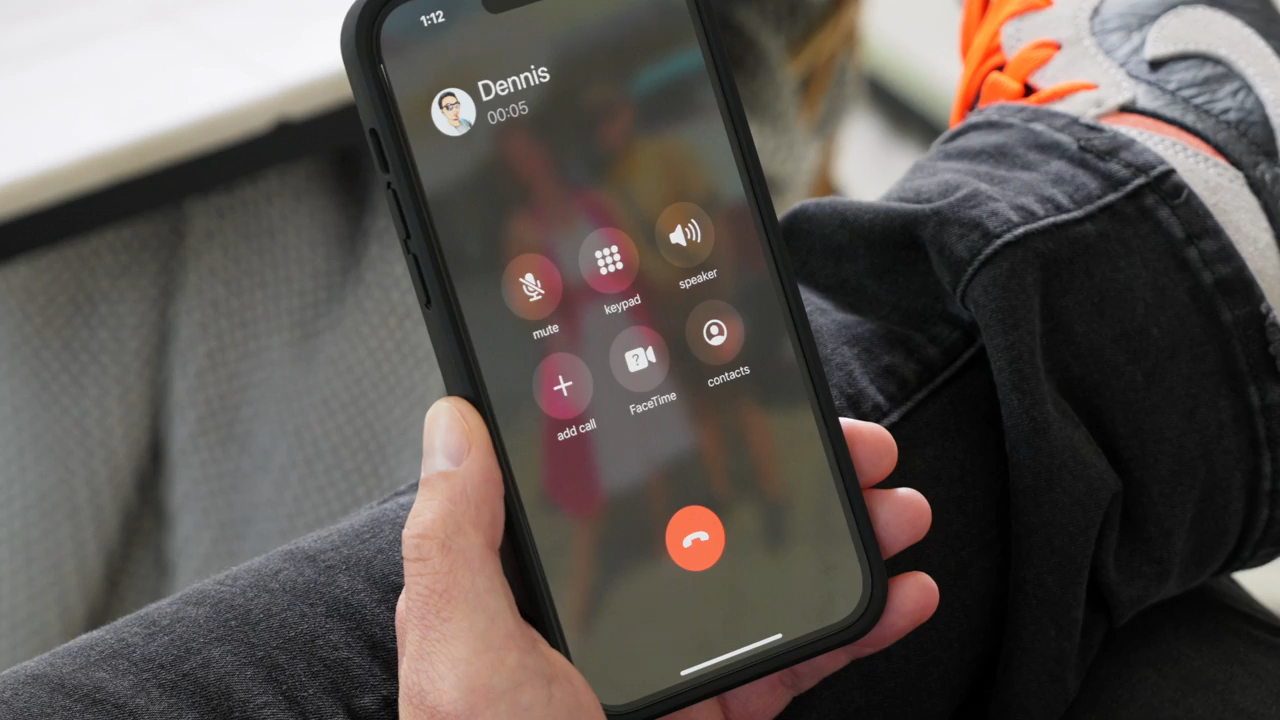 1:12
Dennis
00:05
mute
keypad
speaker
add call
FaceTime
contacts